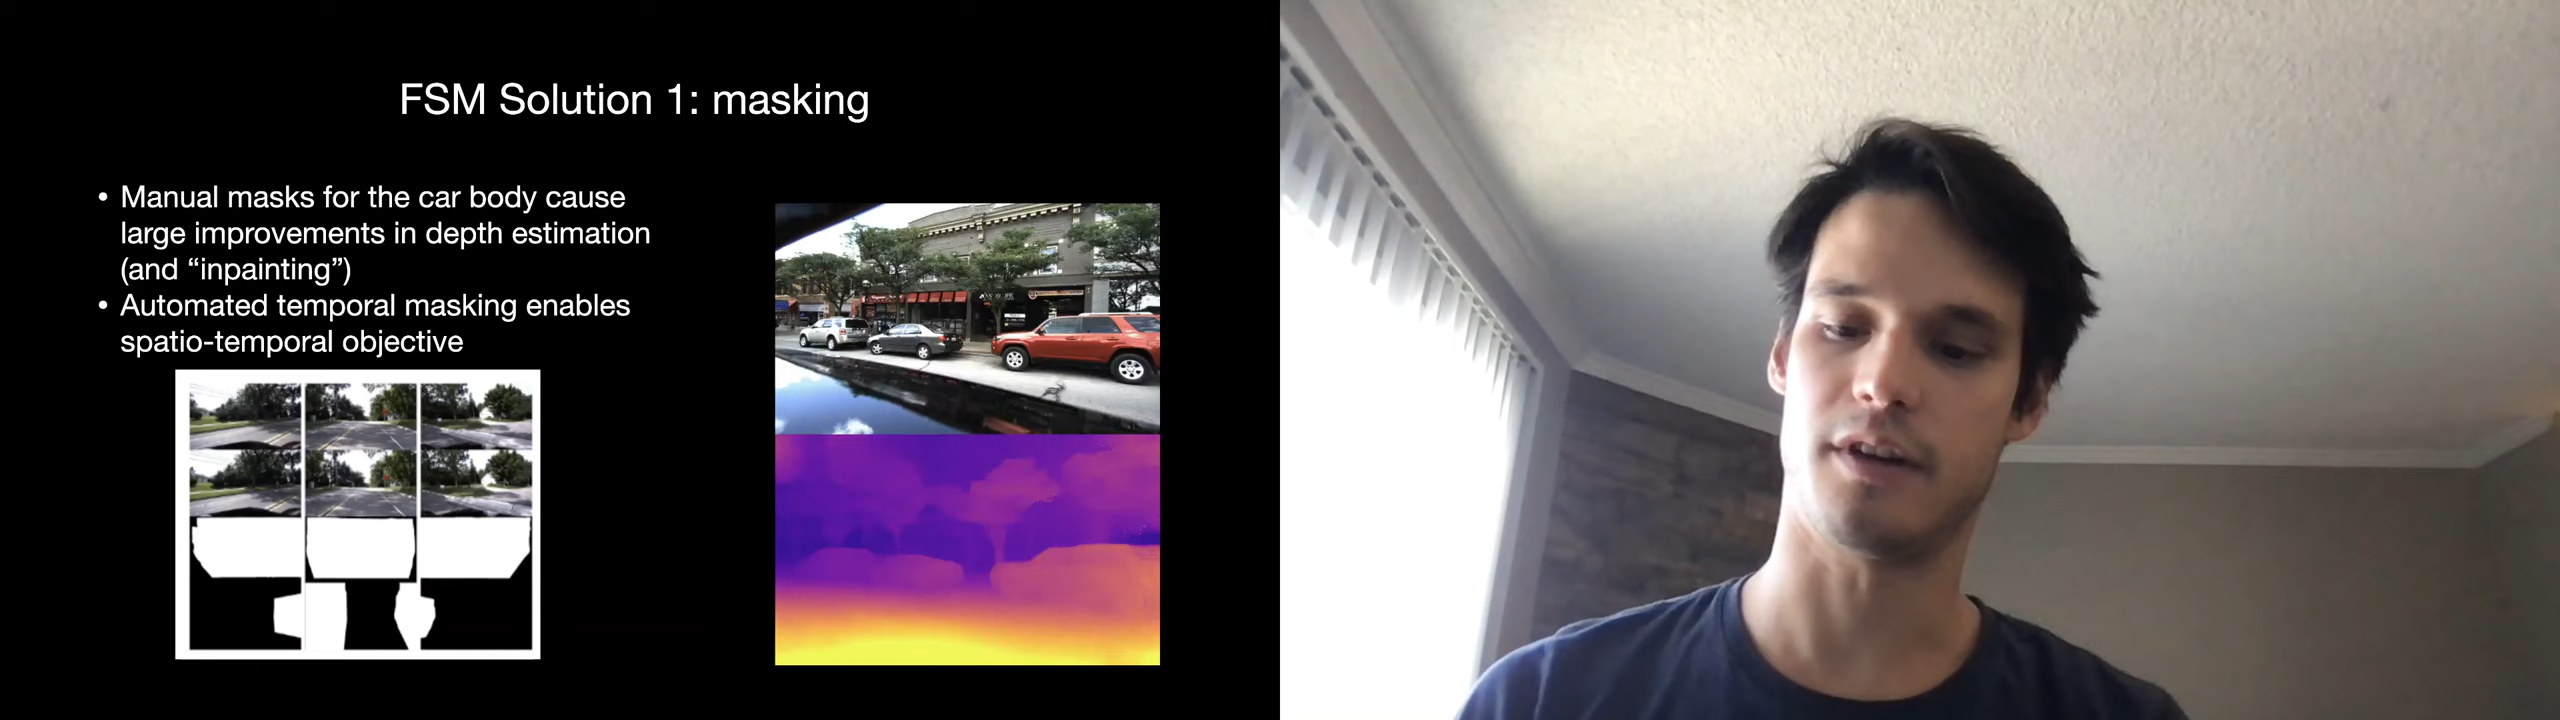 FSM Solution 1: masking
• Manual masks for the car body cause
large improvements in depth estimation
(and “inpainting”)
• Automated temporal masking enables
spatio-temporal objective